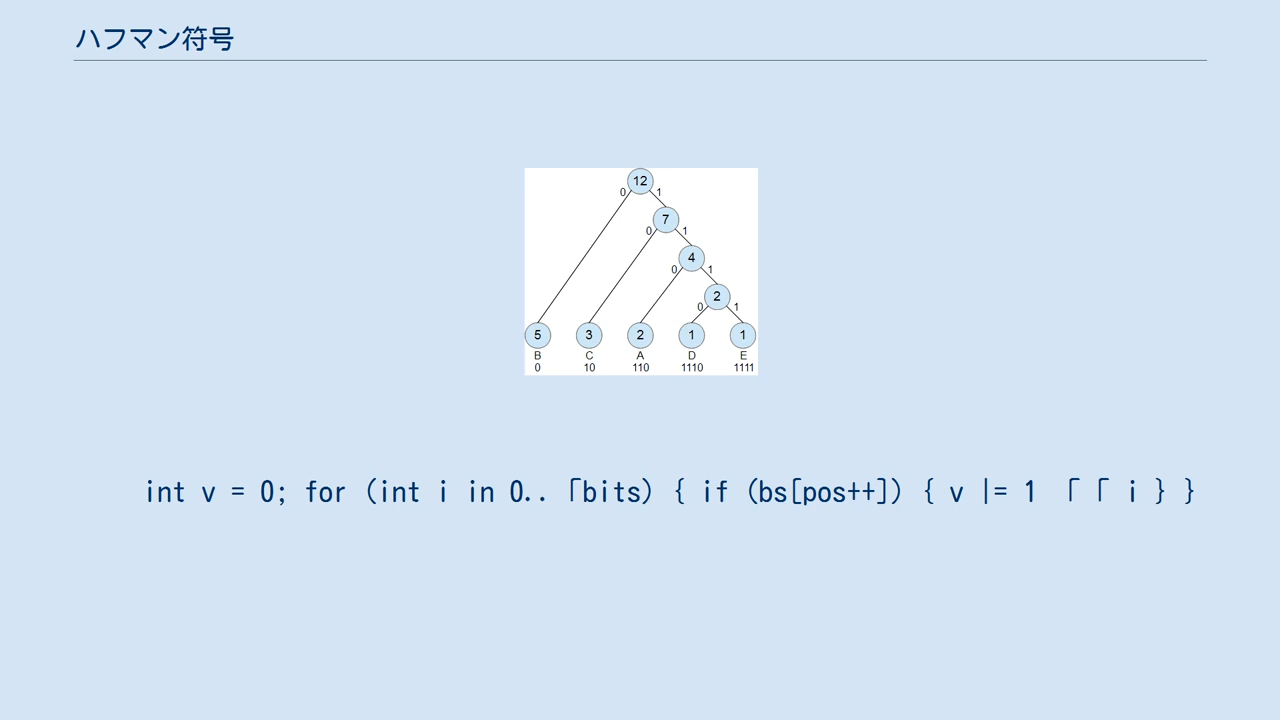 ハフマン符号
12
0 1
7
0 1
4
0 1
2
0 1
5 3 2 1 1
B C A D E
0 10 110 1110 1111
int v = 0; for (int i in 0..「bits) { if (bs[pos++]) { v |= 1 「「 i } }